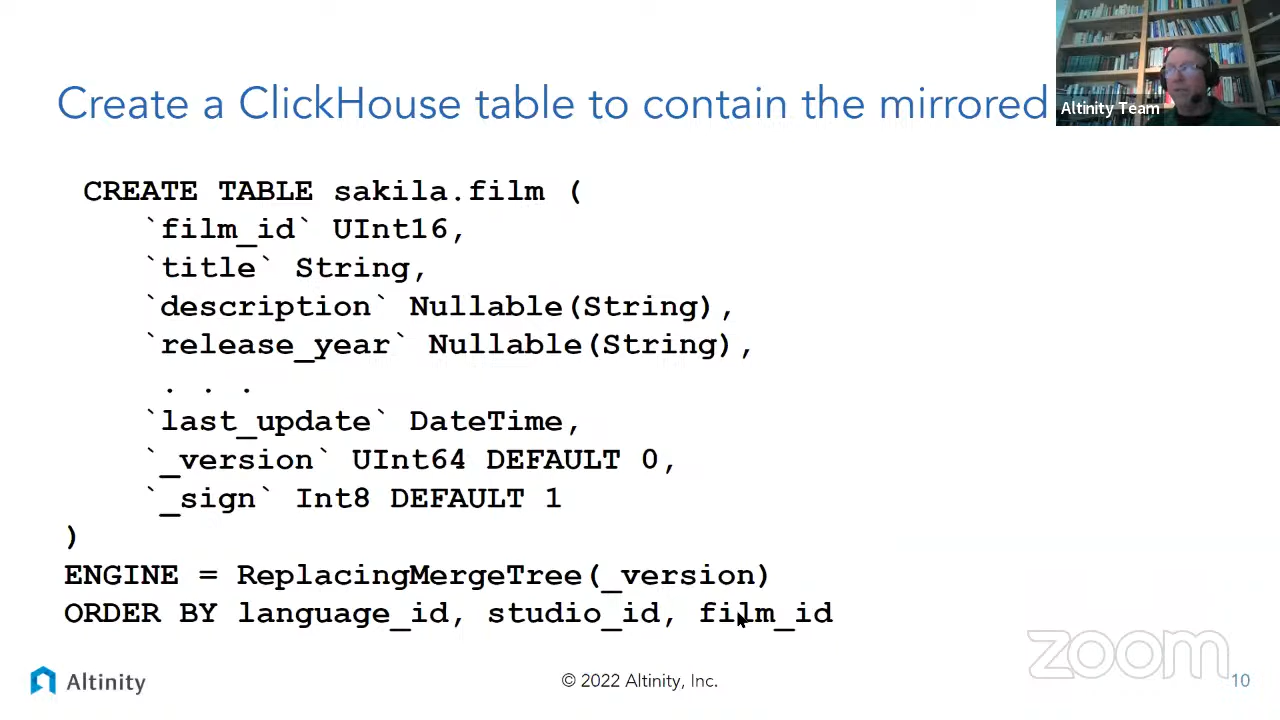 Create a ClickHouse table to contain the mirrored
Altinity Team
CREATE TABLE sakila.film (
`film_id` UInt16,
`title` String,
`description` Nullable(String),
`release_year` Nullable(String),
. . .
`last_update` DateTime,
`_version` UInt64 DEFAULT 0,
`_sign` Int8 DEFAULT 1
)
ENGINE = ReplacingMergeTree(_version)
ORDER BY language_id, studio_id, film_id
zoom
Altinity
© 2022 Altinity, Inc.
10